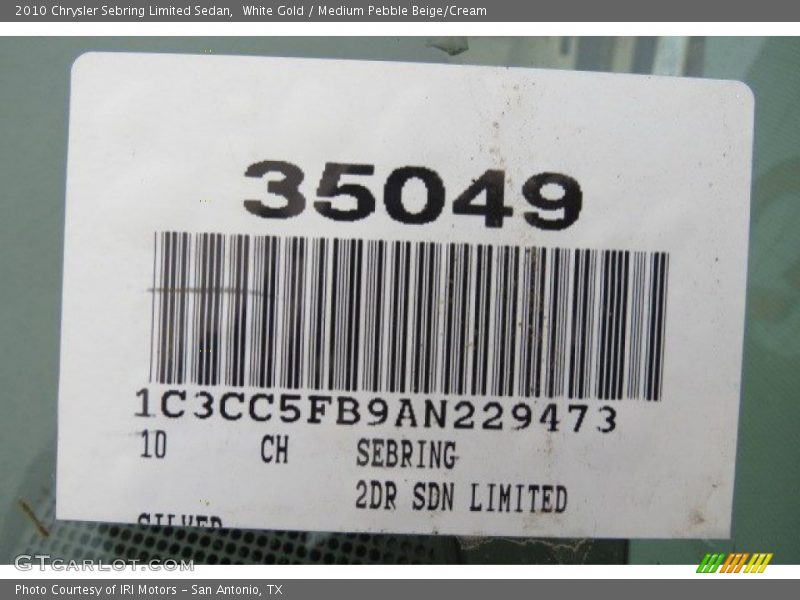 2010 Chrysler Sebring Limited Sedan,  White Gold / Medium Pebble Beige/Cream
35049
1C3CC5FB9AN229473
10 CH SEBRING
2DR SDN LIMITED
SILVER
GTCARLOT.COM
Photo Courtesy of IRI Motors – San Antonio, TX